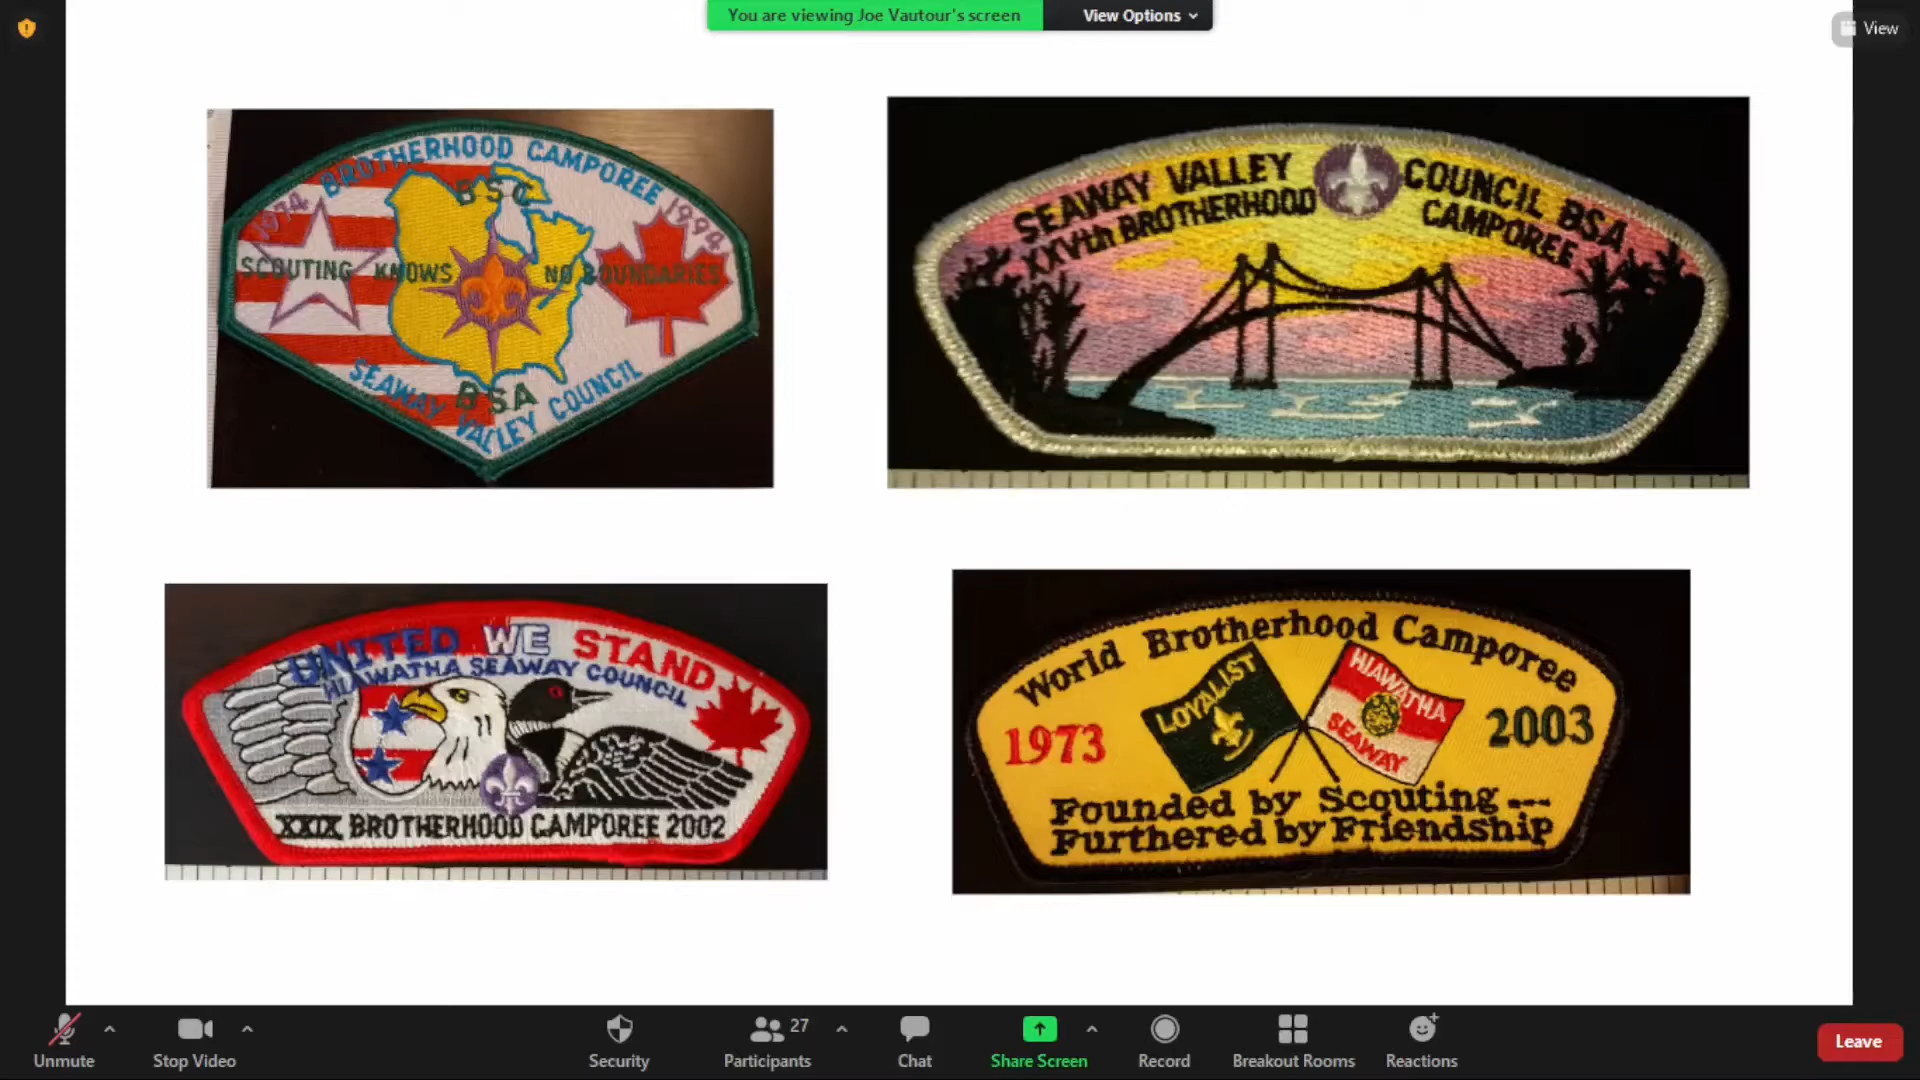 You are viewing Joe Vautour's screen
View Options
View
BROTHERHOOD CAMPOREE
1974
1994
BSC
SCOUTING KNOWS NO BOUNDARIES
BSA
SEAWAY VALLEY COUNCIL
SEAWAY VALLEY COUNCIL BSA
XXVth BROTHERHOOD CAMPOREE
UNITED WE STAND
HIAWATHA SEAWAY COUNCIL
XXIX BROTHERHOOD CAMPOREE 2002
World Brotherhood Camporee
1973
LOYALIST
HIAWATHA
SEAWAY
2003
Founded by Scouting ---
Furthered by Friendship
Unmute
Stop Video
Security
27
Participants
Chat
Share Screen
Record
Breakout Rooms
Reactions
Leave